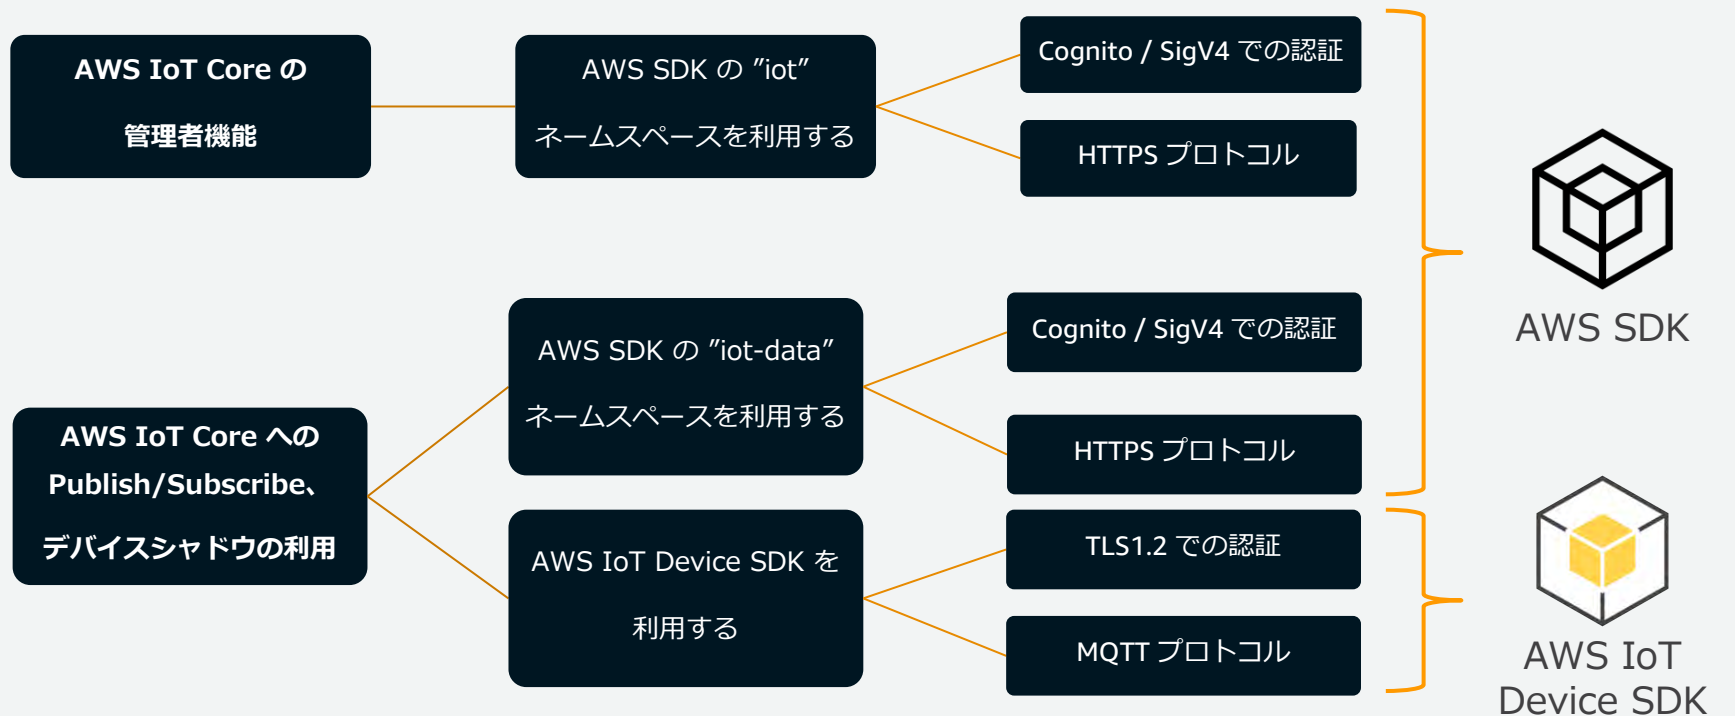 AWS IoT Core の
管理者機能
AWS SDK の ”iot”
ネームスペースを利用する
Cognito / SigV4 での認証
HTTPS プロトコル
AWS IoT Core への
Publish/Subscribe、
デバイスシャドウの利用
AWS SDK の ”iot-data”
ネームスペースを利用する
Cognito / SigV4 での認証
HTTPS プロトコル
AWS IoT Device SDK を
利用する
TLS1.2 での認証
MQTT プロトコル
AWS SDK
AWS IoT
Device SDK